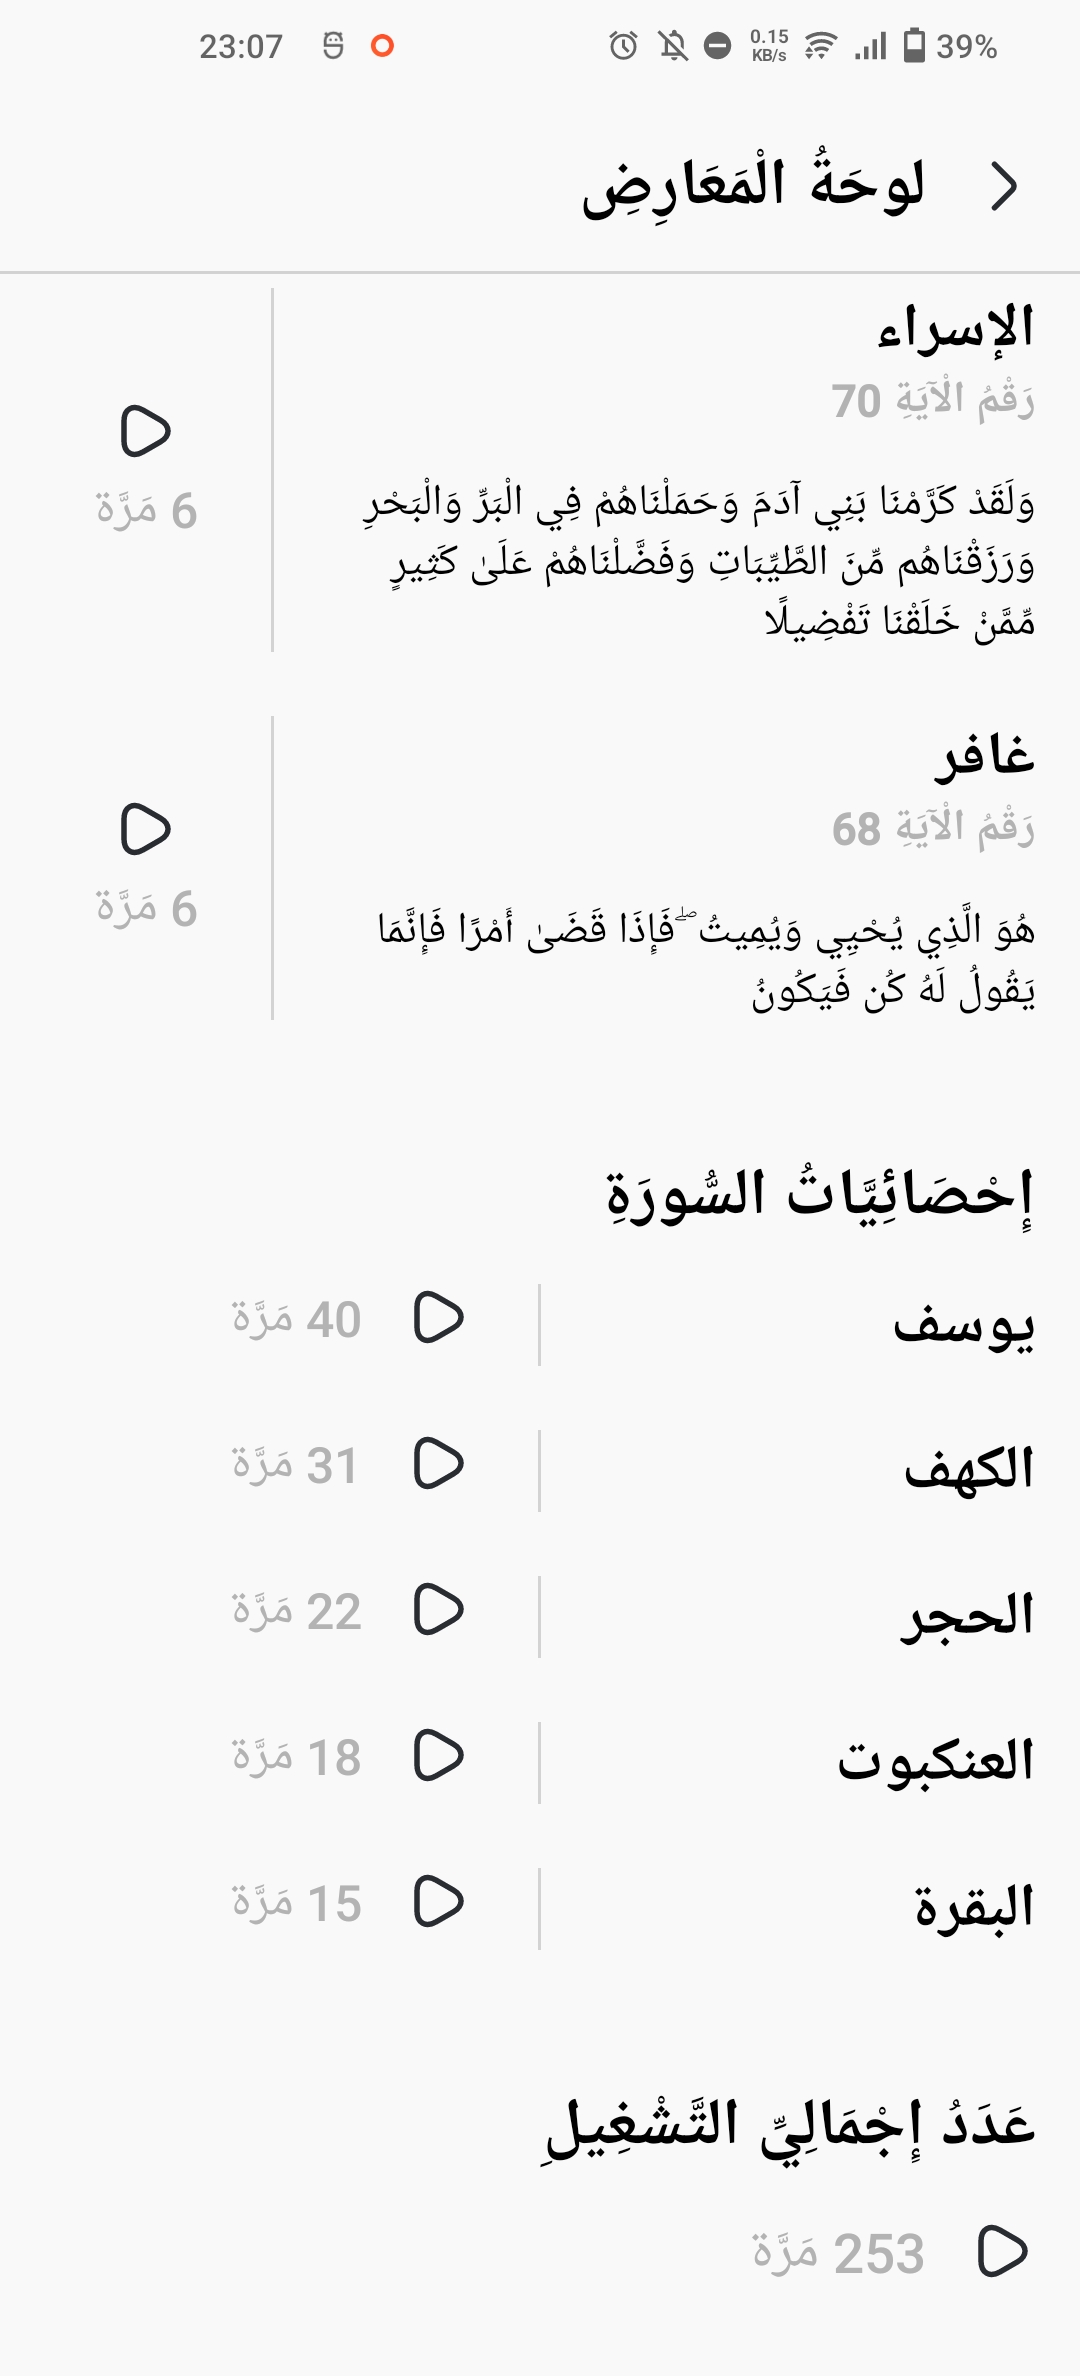 23:07
0.15 KB/s
39%
لوحَةُ الْمَعَارِضِ
الإسراء
رَقْمُ الْآيَةِ 70
وَلَقَدْ كَرَّمْنَا بَنِي آدَمَ وَحَمَلْنَاهُمْ فِي الْبَرِّ وَالْبَحْرِ
وَرَزَقْنَاهُم مِّنَ الطَّيِّبَاتِ وَفَضَّلْنَاهُمْ عَلَىٰ كَثِيرٍ
مِّمَّنْ خَلَقْنَا تَفْضِيلًا
6 مَرَّة
غافر
رَقْمُ الْآيَةِ 68
هُوَ الَّذِي يُحْيِي وَيُمِيتُ ۖ فَإِذَا قَضَىٰ أَمْرًا فَإِنَّمَا
يَقُولُ لَهُ كُن فَيَكُونُ
6 مَرَّة
إِحْصَائِيَّاتُ السُّورَةِ
يوسف
40 مَرَّة
الكهف
31 مَرَّة
الحجر
22 مَرَّة
العنكبوت
18 مَرَّة
البقرة
15 مَرَّة
عَدَدُ إِجْمَالِيِّ التَّشْغِيلِ
253 مَرَّة